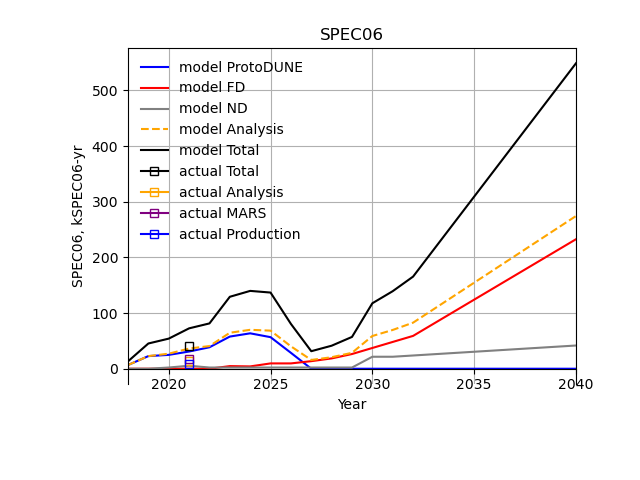 SPEC06
model ProtoDUNE
model FD
model ND
model Analysis
model Total
actual Total
actual Analysis
actual MARS
actual Production
500
400
300
200
100
0
SPEC06, kSPEC06-yr
2020 2025 2030 2035 2040
Year